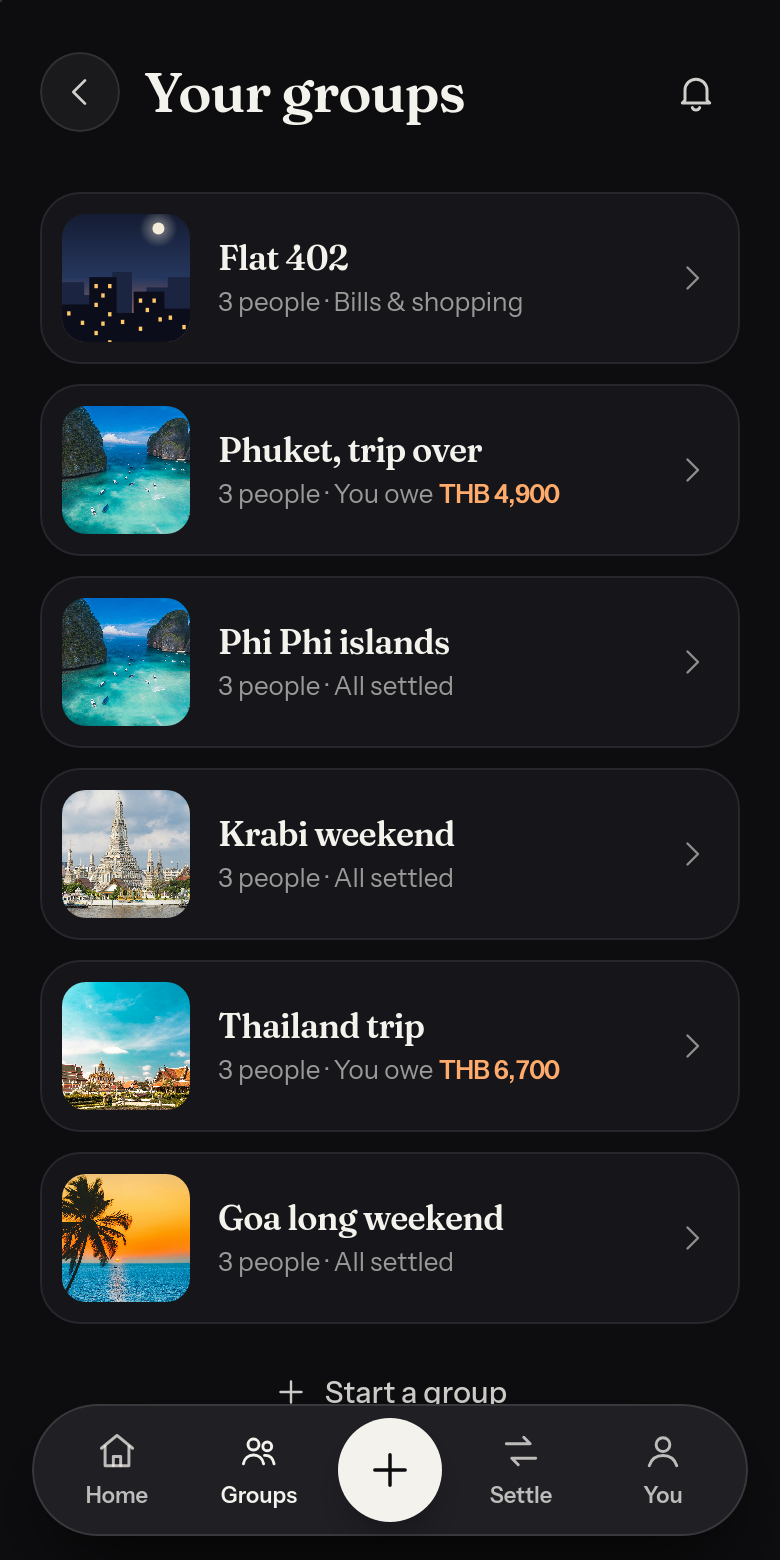 Your groups
Flat 402
3 people · Bills & shopping
Phuket, trip over
3 people · You owe THB 4,900
Phi Phi islands
3 people · All settled
Krabi weekend
3 people · All settled
Thailand trip
3 people · You owe THB 6,700
Goa long weekend
3 people · All settled
Start a group
Home Groups Settle You